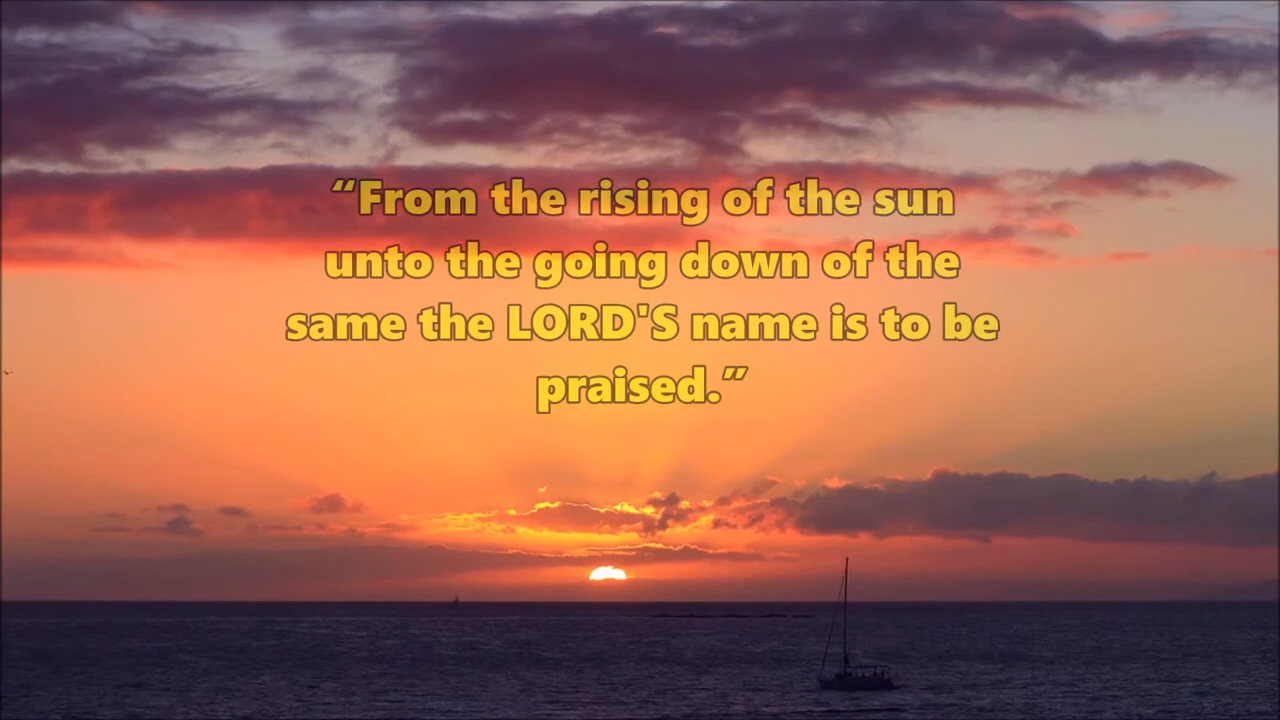 “From the rising of the sun
unto the going down of the
same the LORD'S name is to be
praised.”